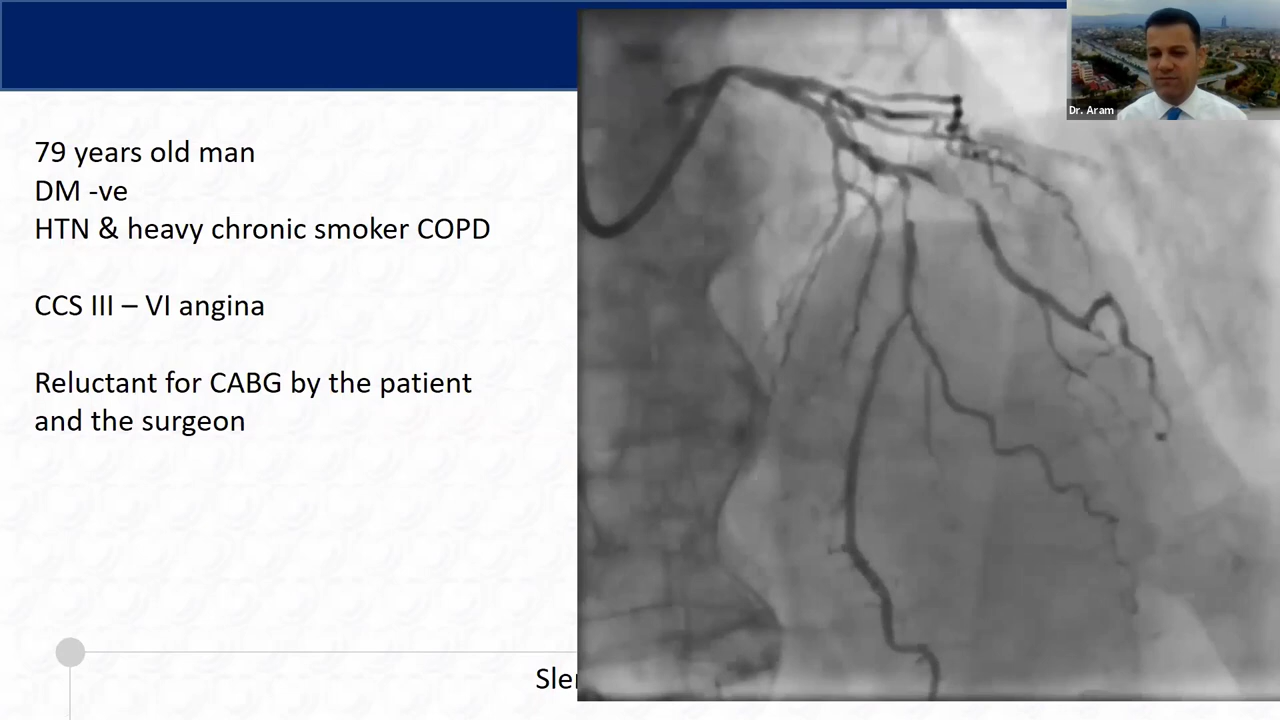 Dr. Aram
79 years old man
DM -ve
HTN & heavy chronic smoker COPD
CCS III – VI angina
Reluctant for CABG by the patient
and the surgeon